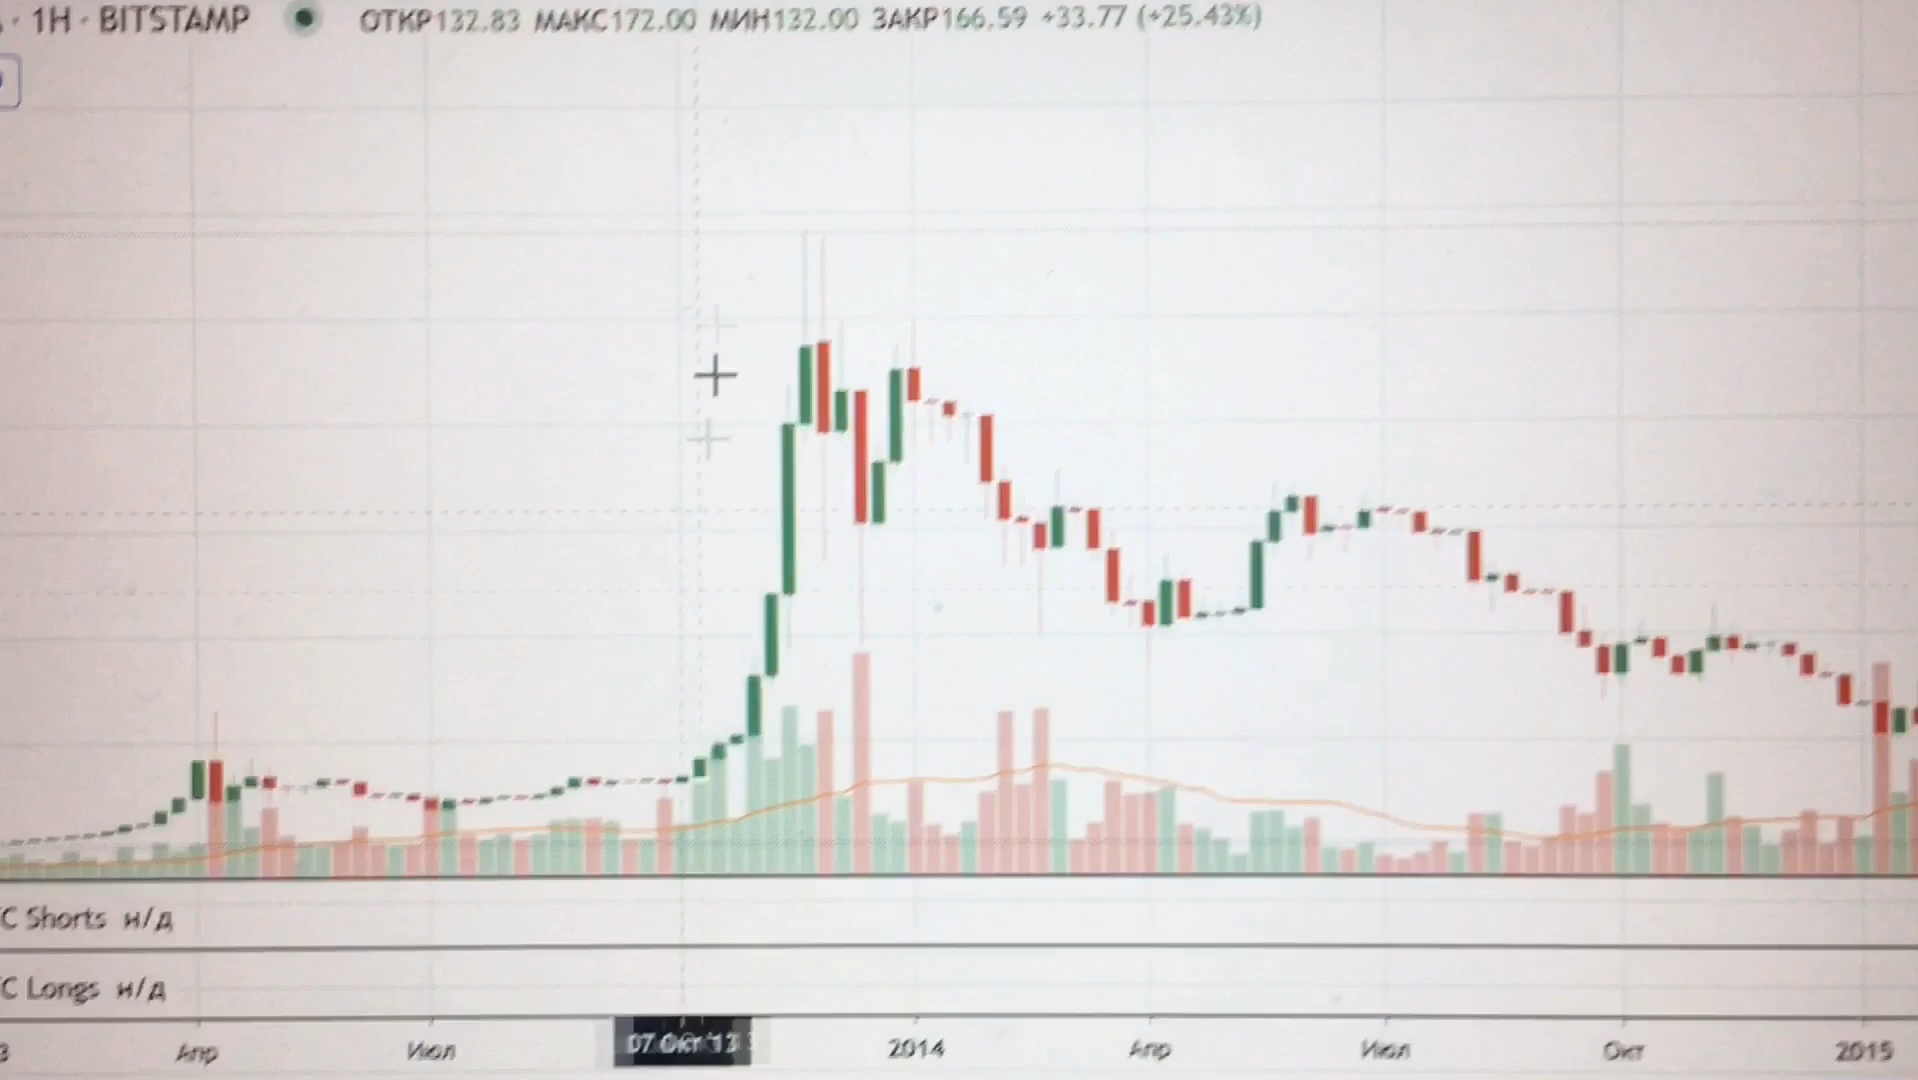 · 1Н · BITSTAMP ОТКР132.83 МАКС172.00 МИН132.00 ЗАКР166.59 +33.77 (+25.43%)
C Shorts н/д
C Longs н/д
3 Апр Июл 07 Окт '13 2014 Апр Июл Окт 2015